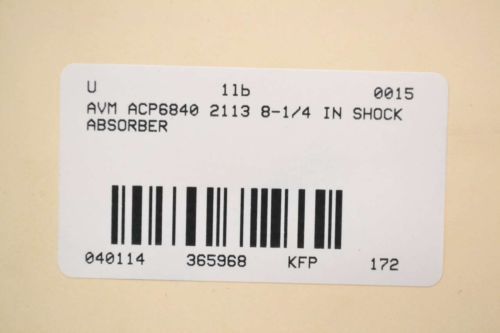 U 1lb 0015
AVM ACP6840 2113 8-1/4 IN SHOCK
ABSORBER
040114 365968 KFP 172